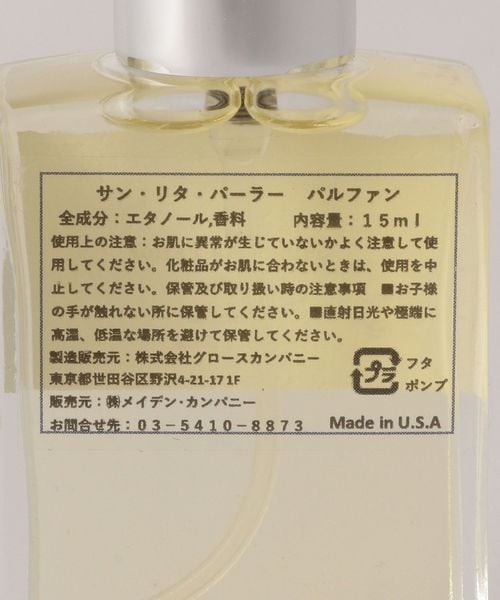 サン・リタ・パーラー　パルファン
全成分：エタノール,香料　　内容量：１５ｍｌ
使用上の注意：お肌に異常が生じていないかよく注意して使
用してください。化粧品がお肌に合わないときは、使用を中
止してください。保管及び取り扱い時の注意事項　■お子様
の手が触れない所に保管してください。■直射日光や極端に
高温、低温な場所を避けて保管してください。
製造販売元：株式会社グロースカンパニー
東京都世田谷区野沢4-21-17 1F
プラ
フタ
ポンプ
販売元：㈱メイデン・カンパニー
お問合せ先：０３−５４１０−８８７３
Made in U.S.A